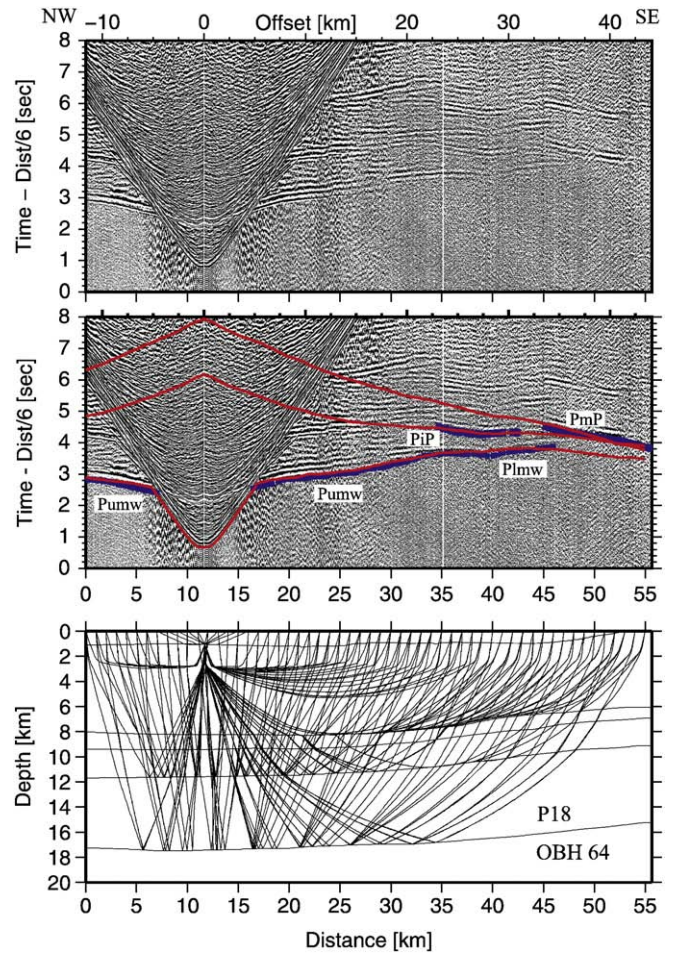 NW -10 0 Offset [km] 20 30 40 SE
8
7
6
5
4
3
2
1
0
Time – Dist/6 [sec]
8
7
6
5
4
3
2
1
0
Time - Dist/6 [sec]
PmP
PiP
Plmw
Pumw
Pumw
0 5 10 15 20 25 30 35 40 45 50 55
0
2
4
6
8
10
12
14
16
18
20
Depth [km]
P18
OBH 64
0 5 10 15 20 25 30 35 40 45 50 55
Distance [km]